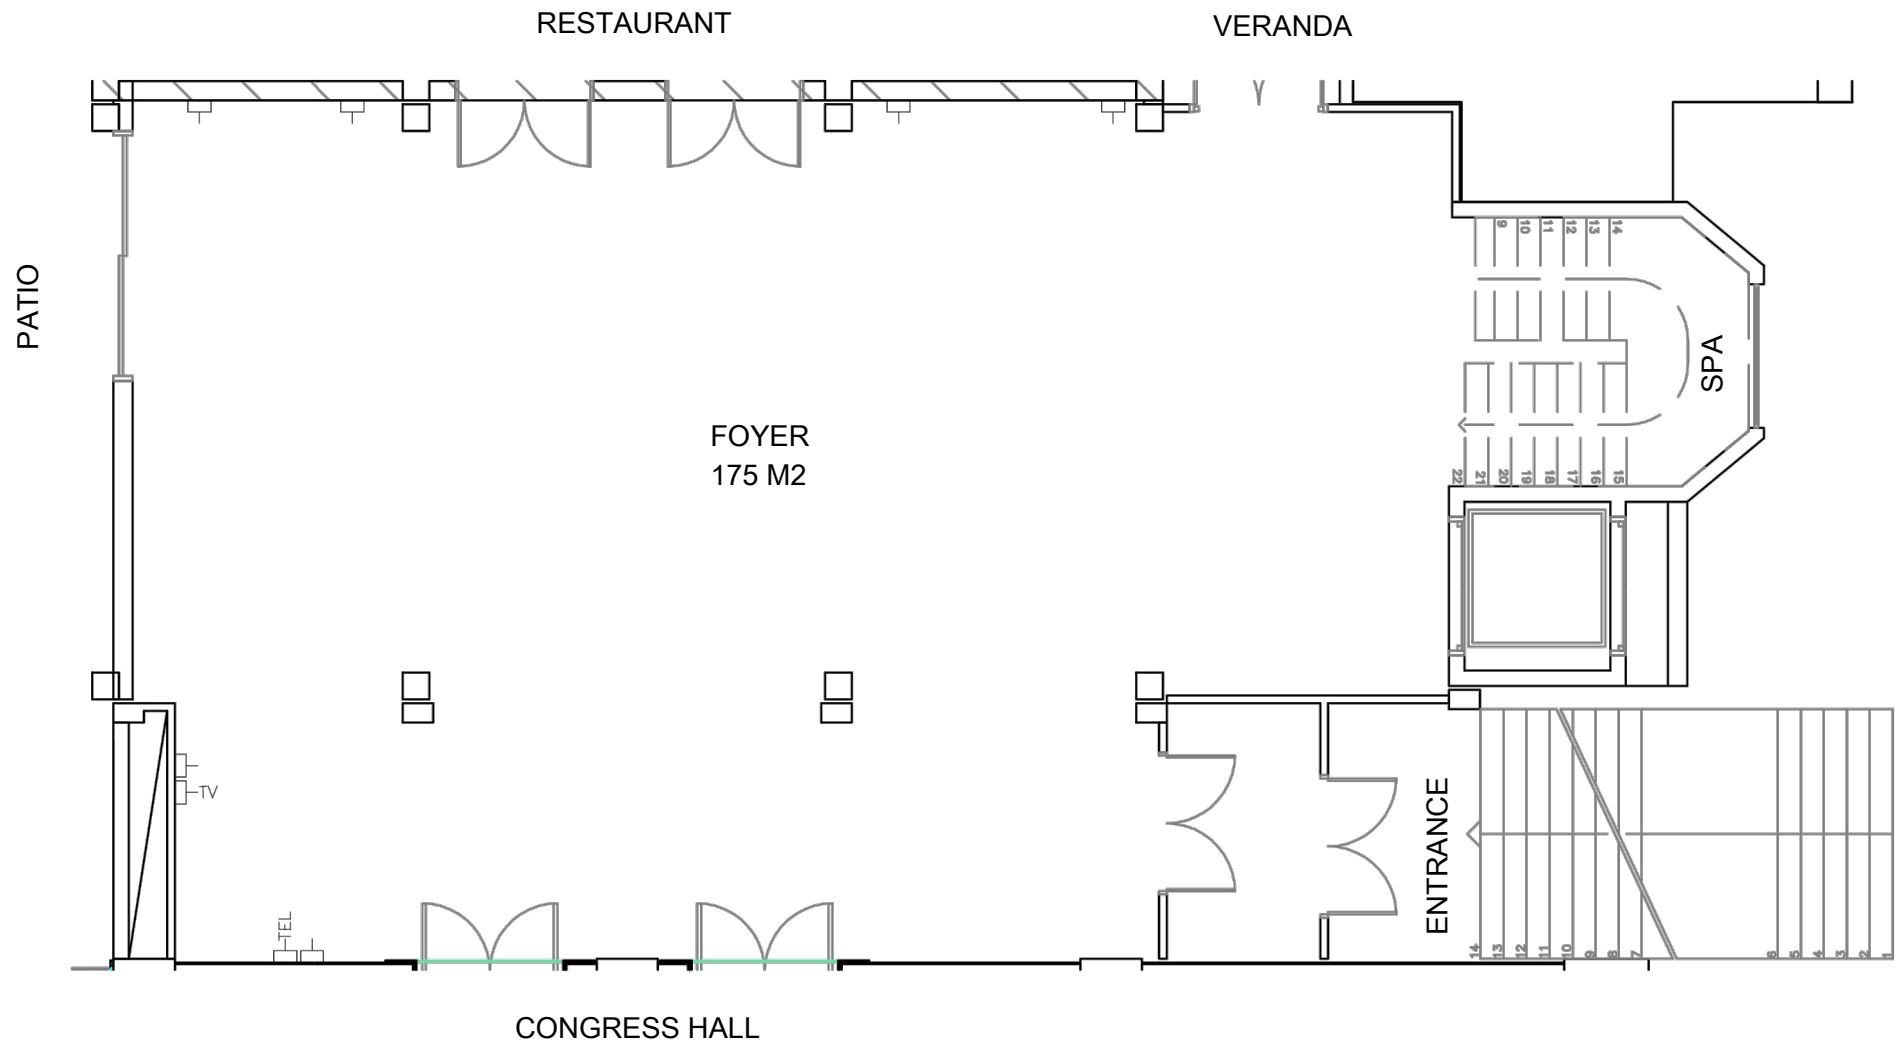 RESTAURANT
VERANDA
PATIO
9
10
11
12
13
14
SPA
FOYER
175 M2
22
21
20
19
18
17
16
15
TV
TEL
ENTRANCE
14
13
12
11
10
9
8
7
6
5
4
3
2
1
CONGRESS HALL